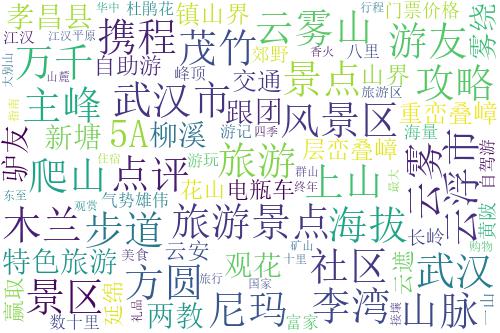 孝昌县 华中 杜鹃花 镇山界 云雾山 游友 门票价格 行程 雾绕
江汉 江汉平原 携程 茂竹 郊野 香火 八里
大别山 万千 山麓 自助游 峰顶 交通 景点 山界 攻略 旅游区
主峰 武汉市 跟团 风景区 重峦叠嶂
指南 新塘 5A 柳溪 游记 四季 层峦叠嶂 海量
驴友 爬山 点评 旅游 游玩 群山 上山 云雾 云浮市 自驾游
住宿 花山 电瓶车 终年 最大
东至 观赏 气势雄伟
木兰 步道 旅游景点 海拔 长岭 黄陂
云安 矿山 购物
特色旅游 美食 方圆 观花 十里 社区 云遮 武汉
赢取 景区 延绵 礼品 旅行 国家 接壤 一山
数十里 两教 尼玛 富家 李湾 山脉